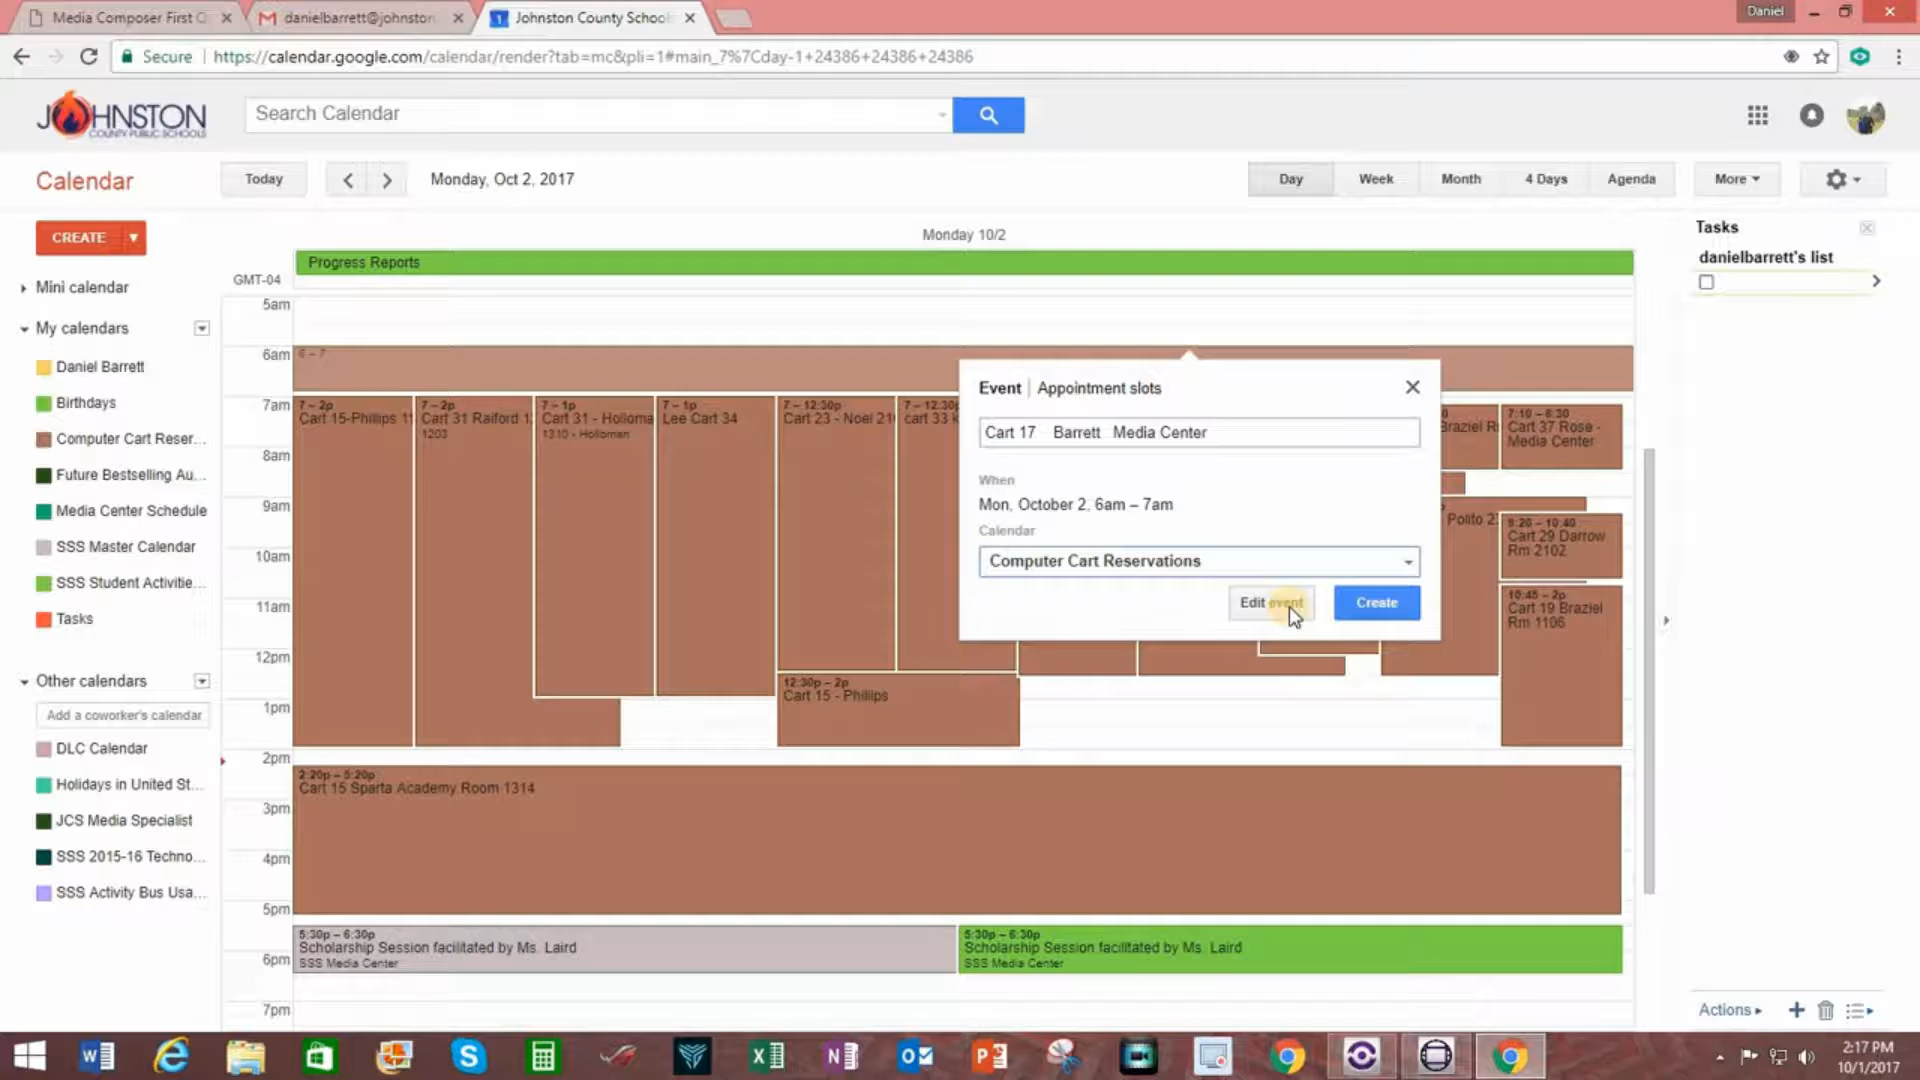 Media Composer First
danielbarrett@johnston
Johnston County School
Daniel
Secure
https://calendar.google.com/calendar/render?tab=mc&pli=1#main_7%7Cday-1+24386+24386+24386
JOHNSTON
COUNTY PUBLIC SCHOOLS
Search Calendar
Calendar
Today
Monday, Oct 2, 2017
Day
Week
Month
4 Days
Agenda
More
CREATE
Mini calendar
My calendars
Daniel Barrett
Birthdays
Computer Cart Reser...
Future Bestselling Au...
Media Center Schedule
SSS Master Calendar
SSS Student Activitie...
Tasks
Other calendars
Add a coworker's calendar
DLC Calendar
Holidays in United St...
JCS Media Specialist
SSS 2015-16 Techno...
SSS Activity Bus Usa...
Monday 10/2
Progress Reports
GMT-04
5am
6am
7am
8am
9am
10am
11am
12pm
1pm
2pm
3pm
4pm
5pm
6pm
7pm
6 – 7
7 – 2p
Cart 15-Phillips 11
7 – 2p
Cart 31 Raiford 1
1203
7 – 1p
Cart 31 - Holloma
1310 - Holloman
7 – 1p
Lee Cart 34
7 – 12:30p
Cart 23 - Noel 21
7 – 12:30p
cart 33
Braziel R
7:10 – 8:30
Cart 37 Rose -
Media Center
Polito 2
9:20 – 10:40
Cart 29 Darrow
Rm 2102
10:45 – 2p
Cart 19 Braziel
Rm 1106
12:30p – 2p
Cart 15 - Phillips
2:20p – 5:20p
Cart 15 Sparta Academy Room 1314
5:30p – 6:30p
Scholarship Session facilitated by Ms. Laird
SSS Media Center
5:30p – 6:30p
Scholarship Session facilitated by Ms. Laird
SSS Media Center
Event
Appointment slots
Cart 17 Barrett Media Center
When
Mon, October 2, 6am – 7am
Calendar
Computer Cart Reservations
Edit event
Create
Tasks
danielbarrett's list
Actions
2:17 PM
10/1/2017